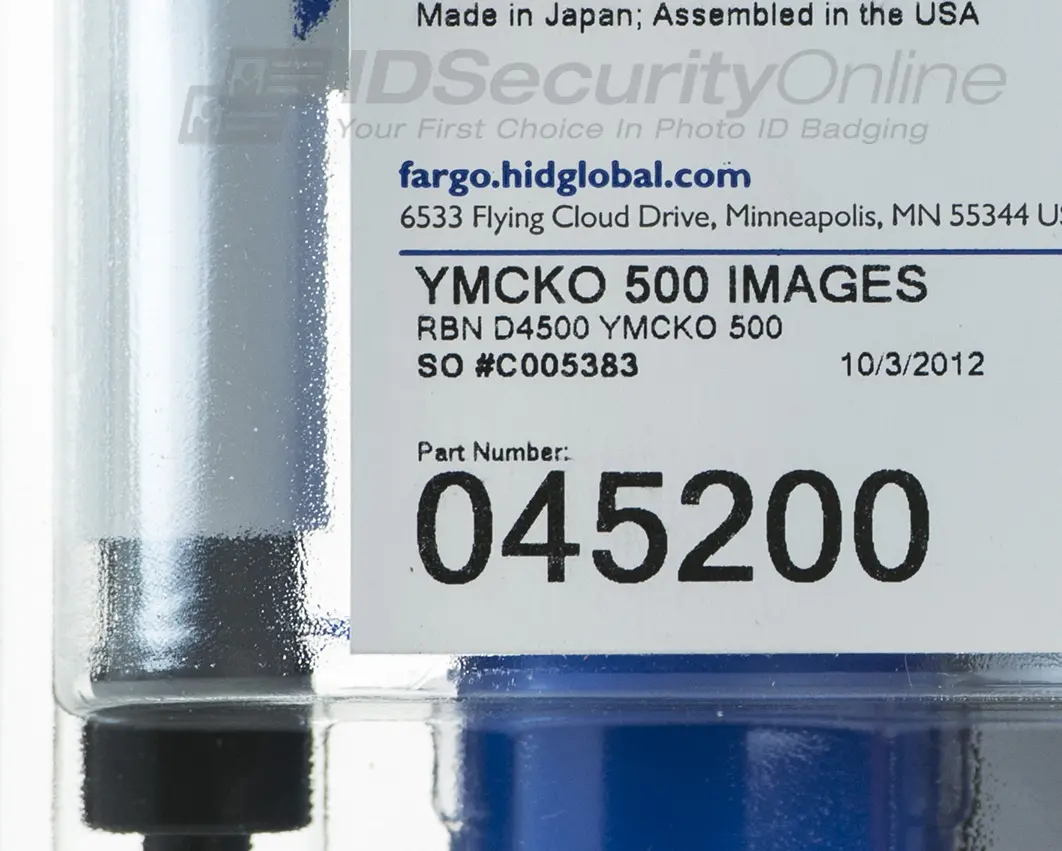 Made in Japan; Assembled in the USA
IDSecurityOnline
Your First Choice In Photo ID Badging
fargo.hidglobal.com
6533 Flying Cloud Drive, Minneapolis, MN 55344
YMCKO 500 IMAGES
RBN D4500 YMCKO 500
SO #C005383 10/3/2012
Part Number:
045200